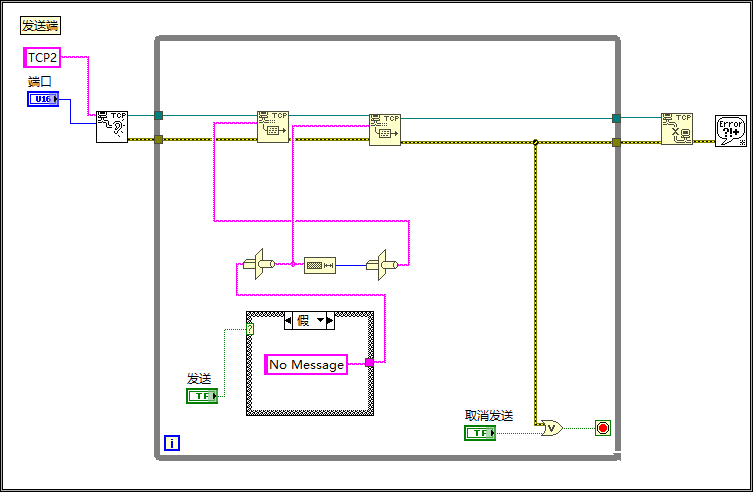 发送端
TCP2
端口
U16
TCP
TCP
TCP
TCP
Error
?!+
假
?
No Message
发送
TF
取消发送
TF
V
i